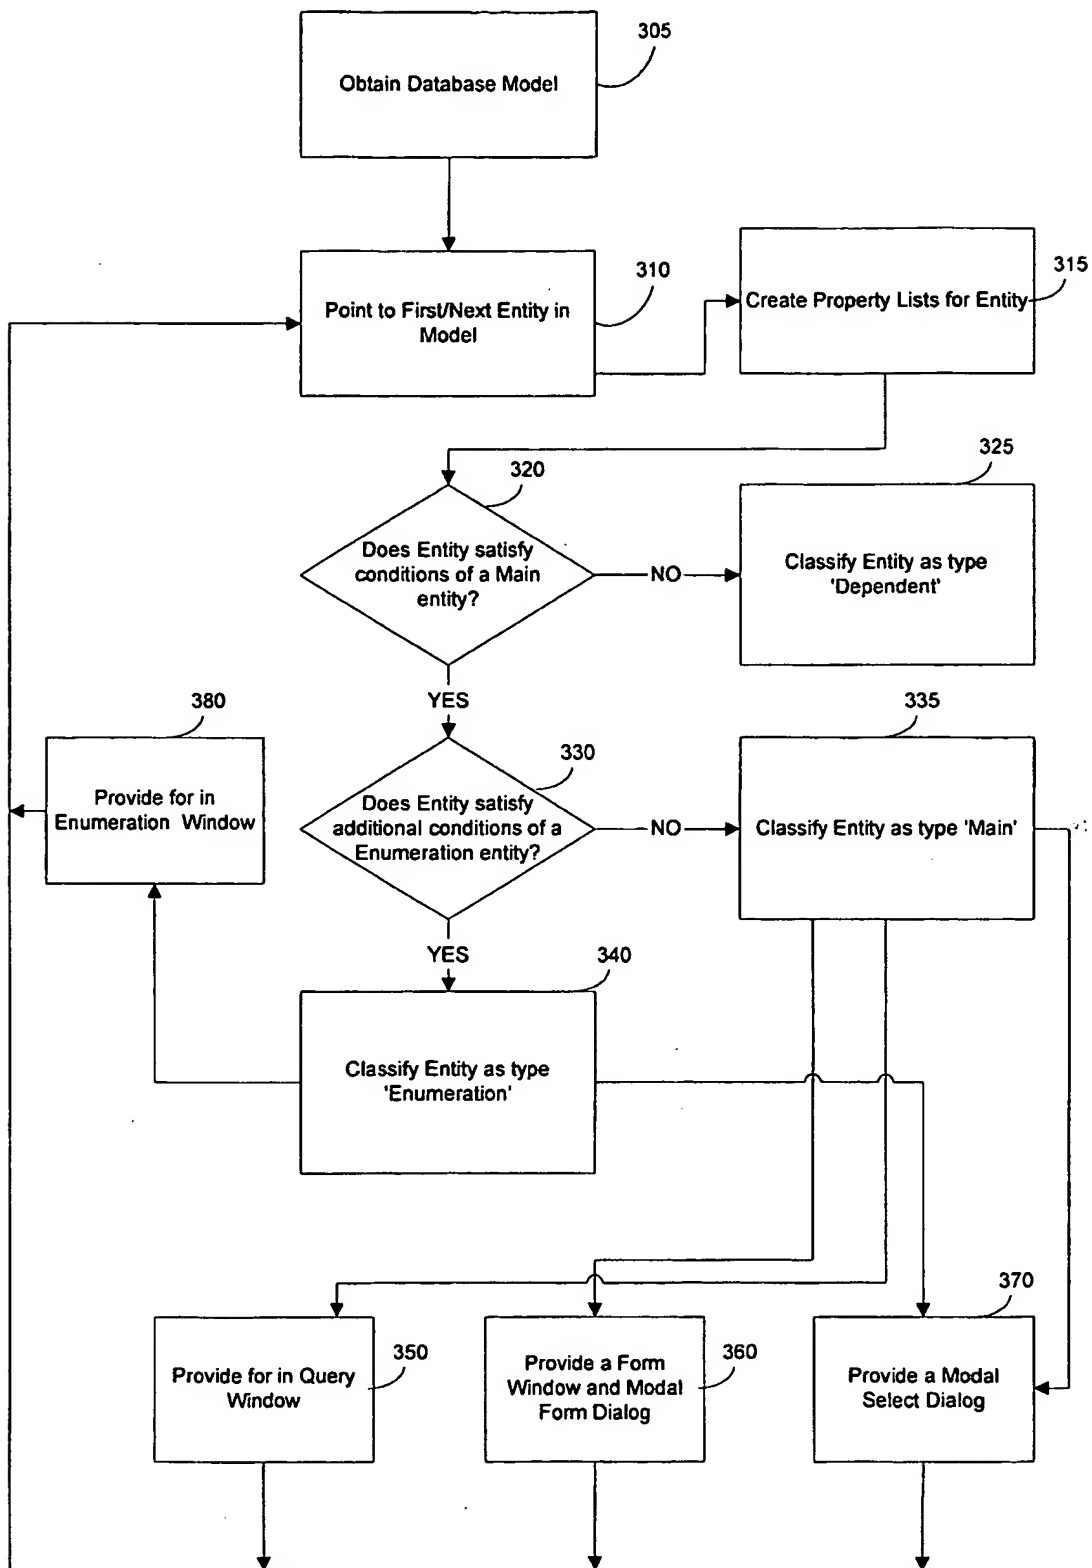 305
Obtain Database Model
310
Point to First/Next Entity in
Model
315
Create Property Lists for Entity
320
Does Entity satisfy
conditions of a Main
entity?
NO
325
Classify Entity as type
'Dependent'
YES
380
Provide for in
Enumeration Window
330
Does Entity satisfy
additional conditions of a
Enumeration entity?
NO
335
Classify Entity as type 'Main'
YES
340
Classify Entity as type
'Enumeration'
Provide for in Query
Window
350
Provide a Form
Window and Modal
Form Dialog
360
370
Provide a Modal
Select Dialog